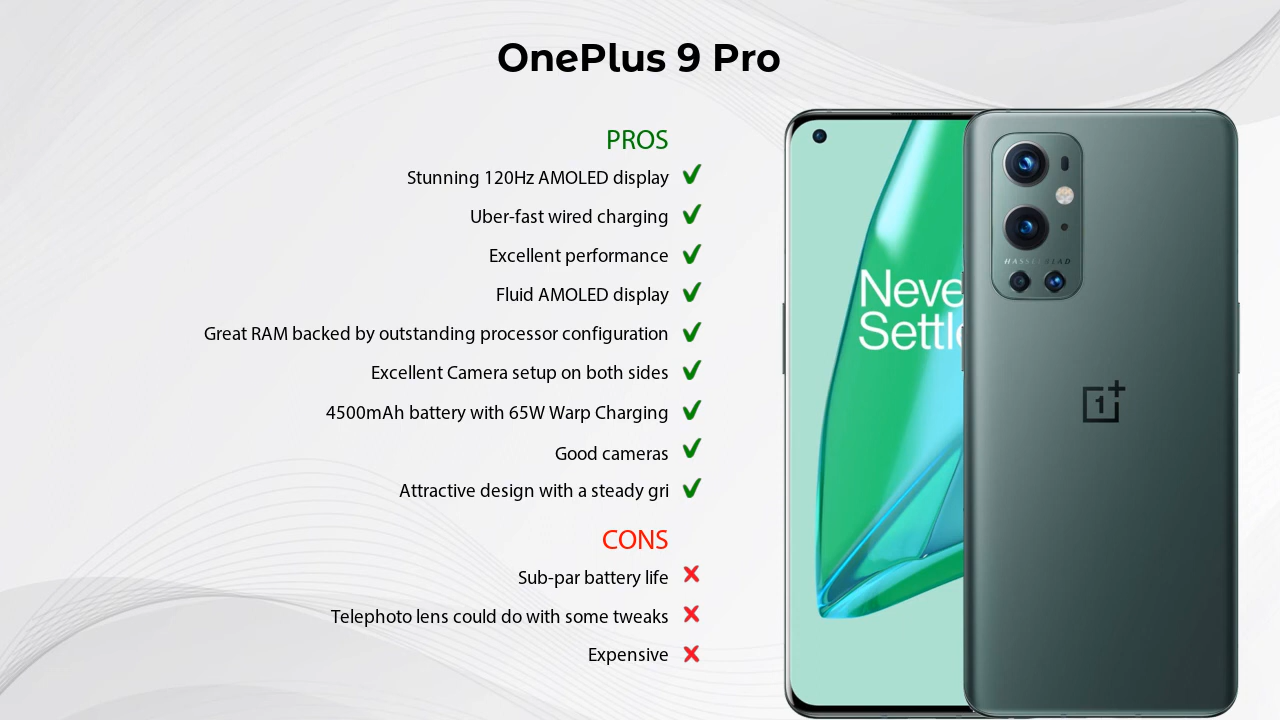 OnePlus 9 Pro
PROS
Stunning 120Hz AMOLED display
Uber-fast wired charging
Excellent performance
Fluid AMOLED display
Great RAM backed by outstanding processor configuration
Excellent Camera setup on both sides
4500mAh battery with 65W Warp Charging
Good cameras
Attractive design with a steady gri
CONS
Sub-par battery life
Telephoto lens could do with some tweaks
Expensive
Neve
Settl
HASSELBLAD
1+